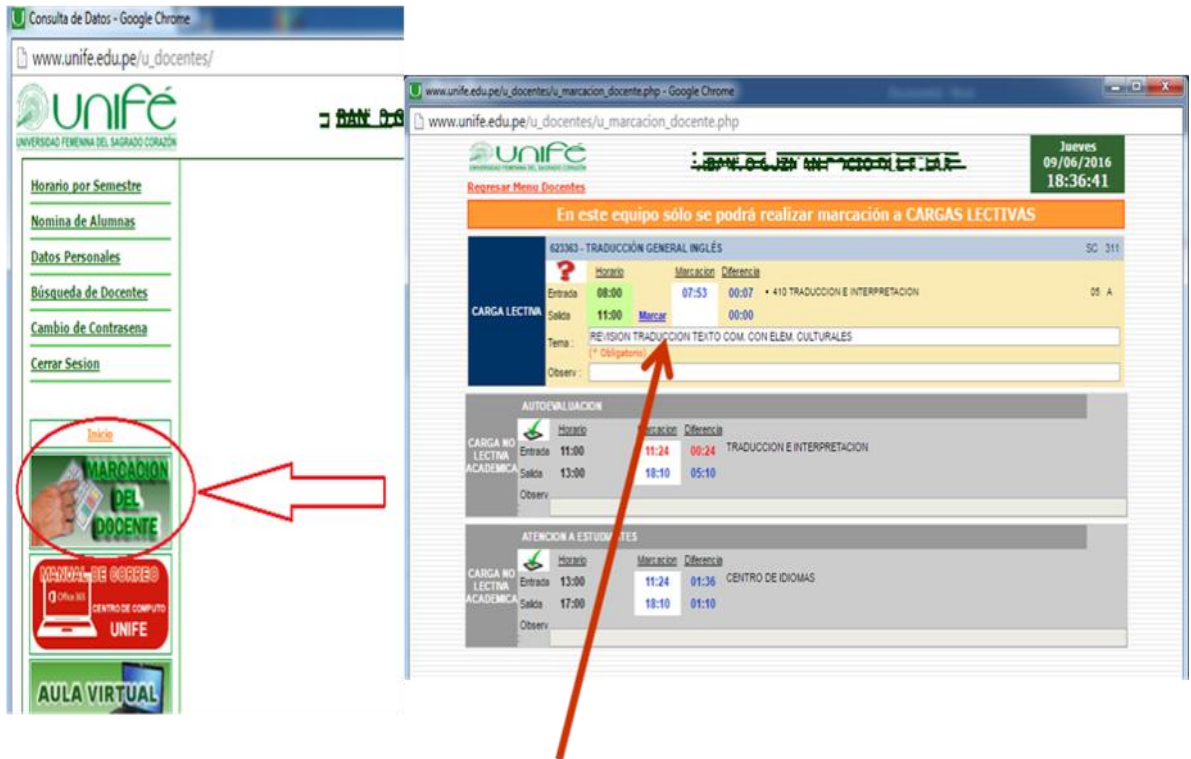 Consulta de Datos - Google Chrome
www.unife.edu.pe/u_docentes/
UNIFÉ
UNIVERSIDAD FEMENINA DEL SAGRADO CORAZÓN
Horario por Semestre
Nomina de Alumnas
Datos Personales
Búsqueda de Docentes
Cambio de Contrasena
Cerrar Sesion
Inicio
MARCACION
DEL
DOCENTE
MANUAL DE CORREO
Office 365
CENTRO DE COMPUTO
UNIFE
AULA VIRTUAL
www.unife.edu.pe/u_docentes/u_marcacion_docente.php - Google Chrome
www.unife.edu.pe/u_docentes/u_marcacion_docente.php
UNIFÉ
UNIVERSIDAD FEMENINA DEL SAGRADO CORAZÓN
Regresar Menu Docentes
Jueves
09/06/2016
18:36:41
En este equipo sólo se podrá realizar marcación a CARGAS LECTIVAS
CARGA LECTIVA
623363 - TRADUCCIÓN GENERAL INGLÉS SC 311
? Horario Marcacion Diferencia
Entrada 08:00 07:53 00:07 • 410 TRADUCCION E INTERPRETACION 05 A
Salida 11:00 Marcar 00:00
Tema : REVISION TRADUCCION TEXTO COM. CON ELEM. CULTURALES
(* Obligatorio)
Observ :
CARGA NO LECTIVA ACADEMICA
AUTOEVALUACION
Horario Marcacion Diferencia
Entrada 11:00 11:24 00:24 TRADUCCION E INTERPRETACION
Salida 13:00 18:10 05:10
Observ :
CARGA NO LECTIVA ACADEMICA
ATENCION A ESTUDIANTES
Horario Marcacion Diferencia
Entrada 13:00 11:24 01:36 CENTRO DE IDIOMAS
Salida 17:00 18:10 01:10
Observ :